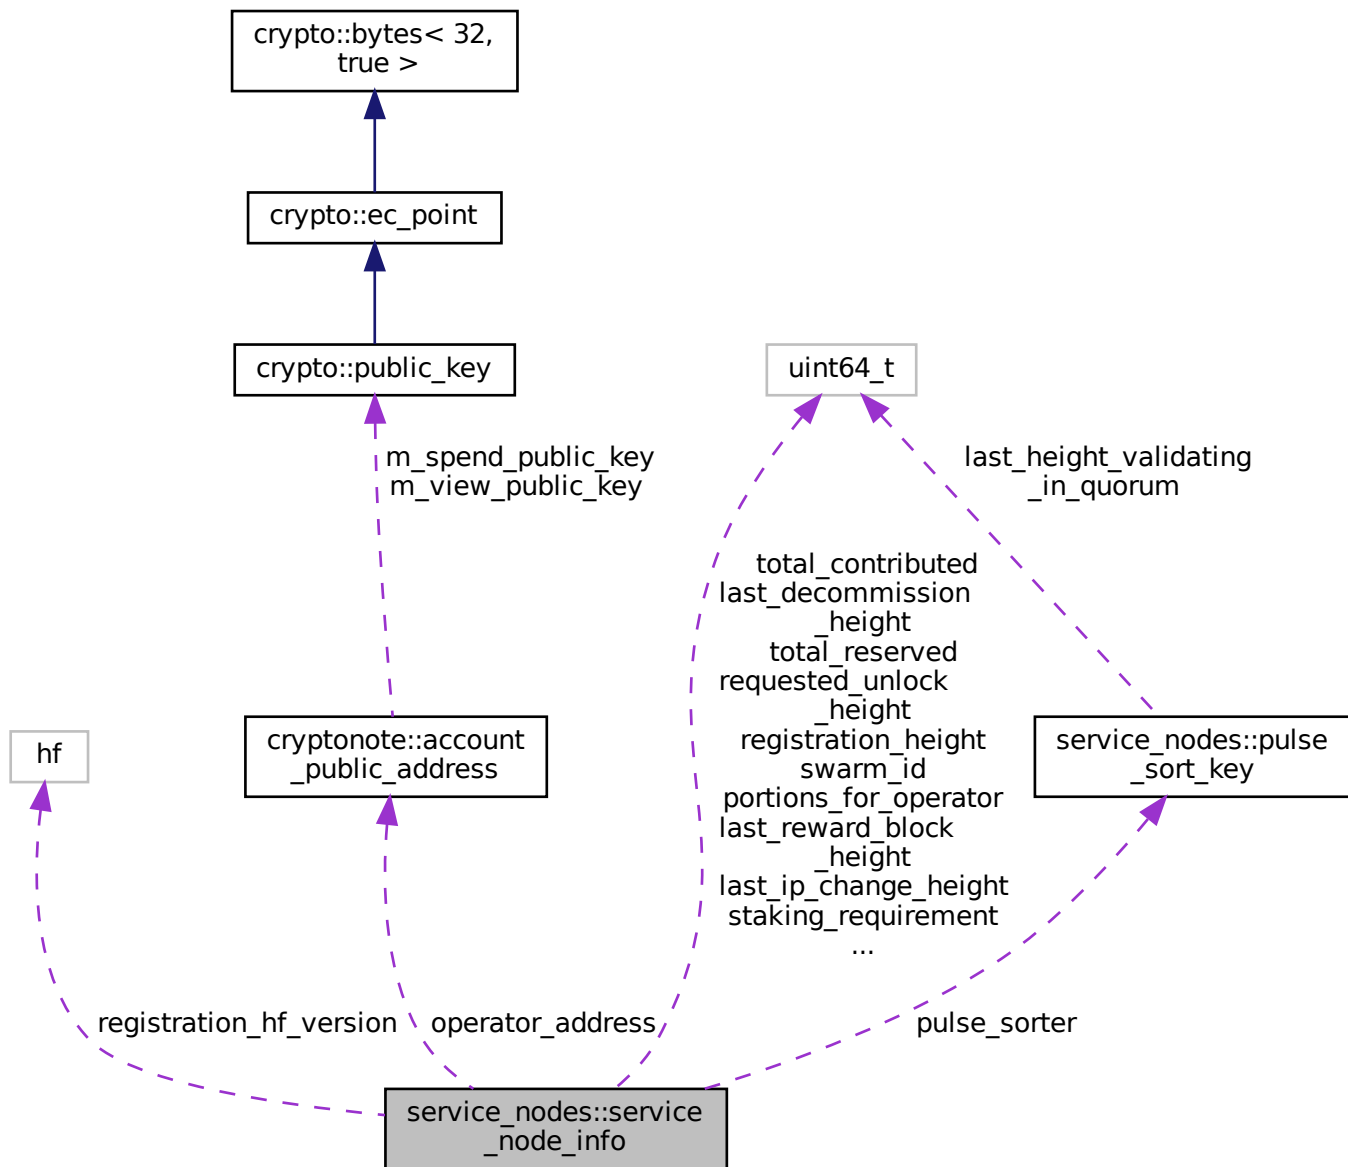 crypto::bytes< 32,
true >
crypto::ec_point
crypto::public_key
uint64_t
m_spend_public_key
m_view_public_key
last_height_validating
_in_quorum
total_contributed
last_decommission
_height
total_reserved
requested_unlock
_height
registration_height
swarm_id
portions_for_operator
last_reward_block
_height
last_ip_change_height
staking_requirement
...
hf
cryptonote::account
_public_address
service_nodes::pulse
_sort_key
registration_hf_version
operator_address
pulse_sorter
service_nodes::service
_node_info